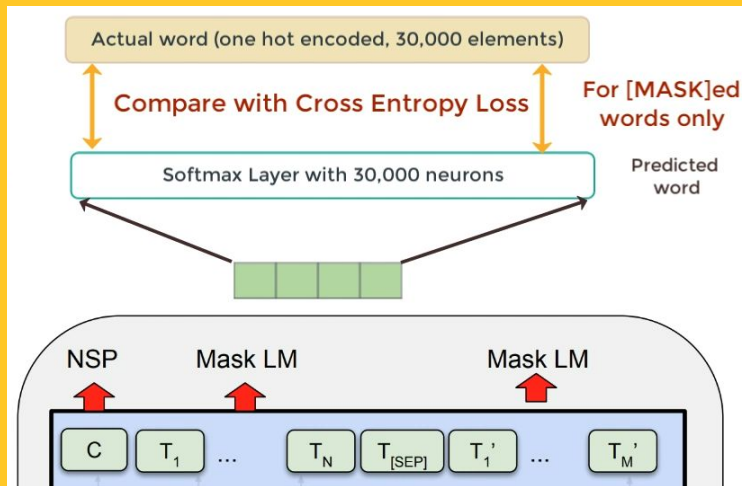 Actual word (one hot encoded, 30,000 elements)
Compare with Cross Entropy Loss
For [MASK]ed
words only
Softmax Layer with 30,000 neurons
Predicted
word
NSP
Mask LM
Mask LM
C
T1
...
TN
T[SEP]
T1'
...
TM'